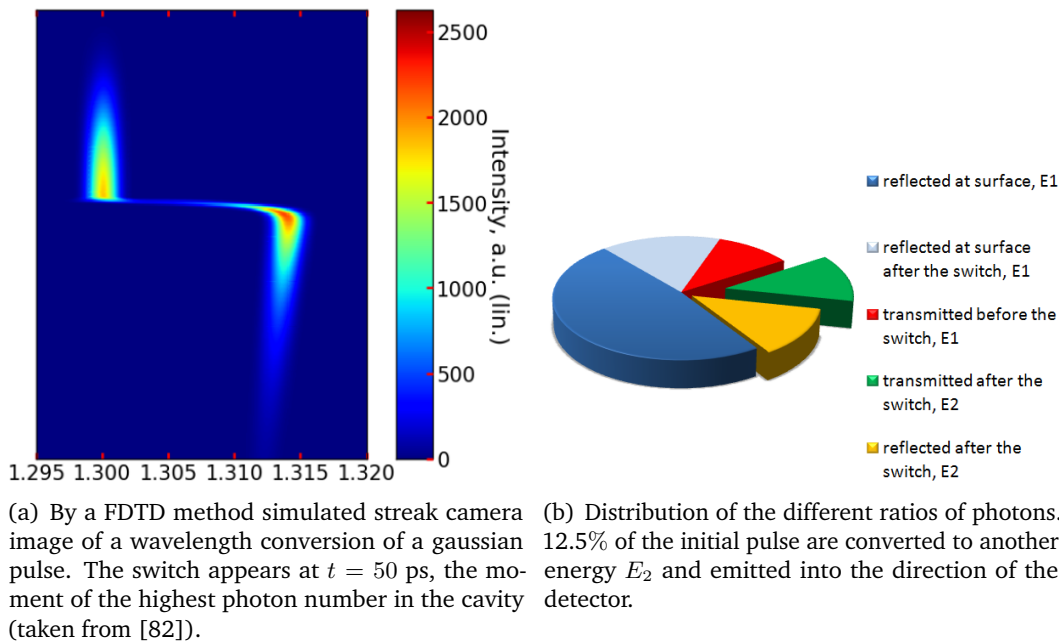 2500
2000
1500
1000
500
0
Intensity, a.u. (lin.)
1.295 1.300 1.305 1.310 1.315 1.320
reflected at surface, E1
reflected at surface
after the switch, E1
transmitted before the
switch, E1
transmitted after the
switch, E2
reflected after the
switch, E2
(a) By a FDTD method simulated streak camera
image of a wavelength conversion of a gaussian
pulse. The switch appears at t = 50 ps, the mo-
ment of the highest photon number in the cavity
(taken from [82]).
(b) Distribution of the different ratios of photons.
12.5% of the initial pulse are converted to another
energy E₂ and emitted into the direction of the
detector.